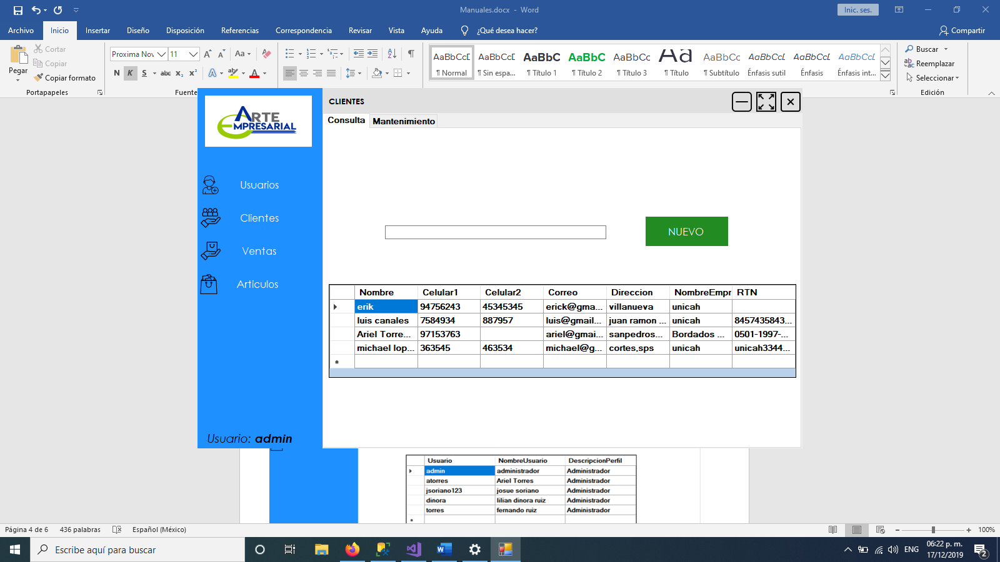 Manuales.docx - Word
Inic. ses.
Archivo Inicio Insertar Diseño Disposición Referencias Correspondencia Revisar Vista Ayuda ¿Qué desea hacer? Compartir
Pegar
Cortar
Copiar
Copiar formato
Portapapeles
Proxima Nov 11
Aa
N K S abc x₂ x²
A ab A
Fuente
AaBbCcD AaBbCcD AaBbC AaBbC AaBbCc Aa AaBbCc AaBbCcL AaBbCcL AaBbCcL
¶ Normal ¶ Sin espa... ¶ Título 1 ¶ Título 2 ¶ Título 3 ¶ Título ¶ Subtítulo Énfasis sutil Énfasis Énfasis int...
Buscar
Reemplazar
Seleccionar
Edición
ARTE
EMPRESARIAL
Usuarios
Clientes
Ventas
Articulos
Usuario: admin
CLIENTES
Consulta Mantenimiento
NUEVO
Nombre Celular1 Celular2 Correo Direccion NombreEmpr RTN
erik 94756243 45345345 erick@gma... villanueva unicah
luis canales 7584934 887957 luis@gmail... juan ramon ... unicah 8457435843...
Ariel Torre... 97153763 ariel@gmai... sanpedros... Bordados ... 0501-1997-...
michael lop... 363545 463534 michael@g... cortes,sps unicah unicah3344...
Usuario NombreUsuario DescripcionPerfil
admin administrador Administrador
atorres Ariel Torres Administrador
jsoriano123 josue soriano Administrador
dinora lilian dinora ruiz Administrador
torres fernando ruiz Administrador
Página 4 de 6 436 palabras Español (México) 100%
Escribe aquí para buscar
ENG
06:22 p. m.
17/12/2019
2